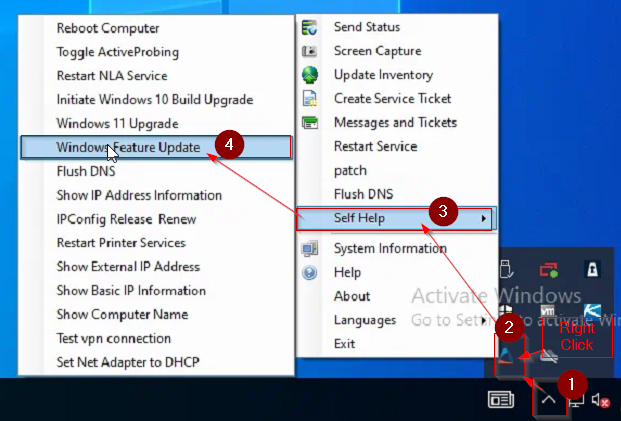 Reboot Computer
Toggle ActiveProbing
Restart NLA Service
Initiate Windows 10 Build Upgrade
Windows 11 Upgrade
Windows Feature Update
4
Flush DNS
Show IP Address Information
IPConfig Release Renew
Restart Printer Services
Show External IP Address
Show Basic IP Information
Show Computer Name
Test vpn connection
Set Net Adapter to DHCP
Send Status
Screen Capture
Update Inventory
Create Service Ticket
Messages and Tickets
Restart Service
patch
Flush DNS
Self Help
3
System Information
Help
About
Languages
Exit
Activate Windows
Go to Setti to activate Wi
vm
2
Right
Click
1